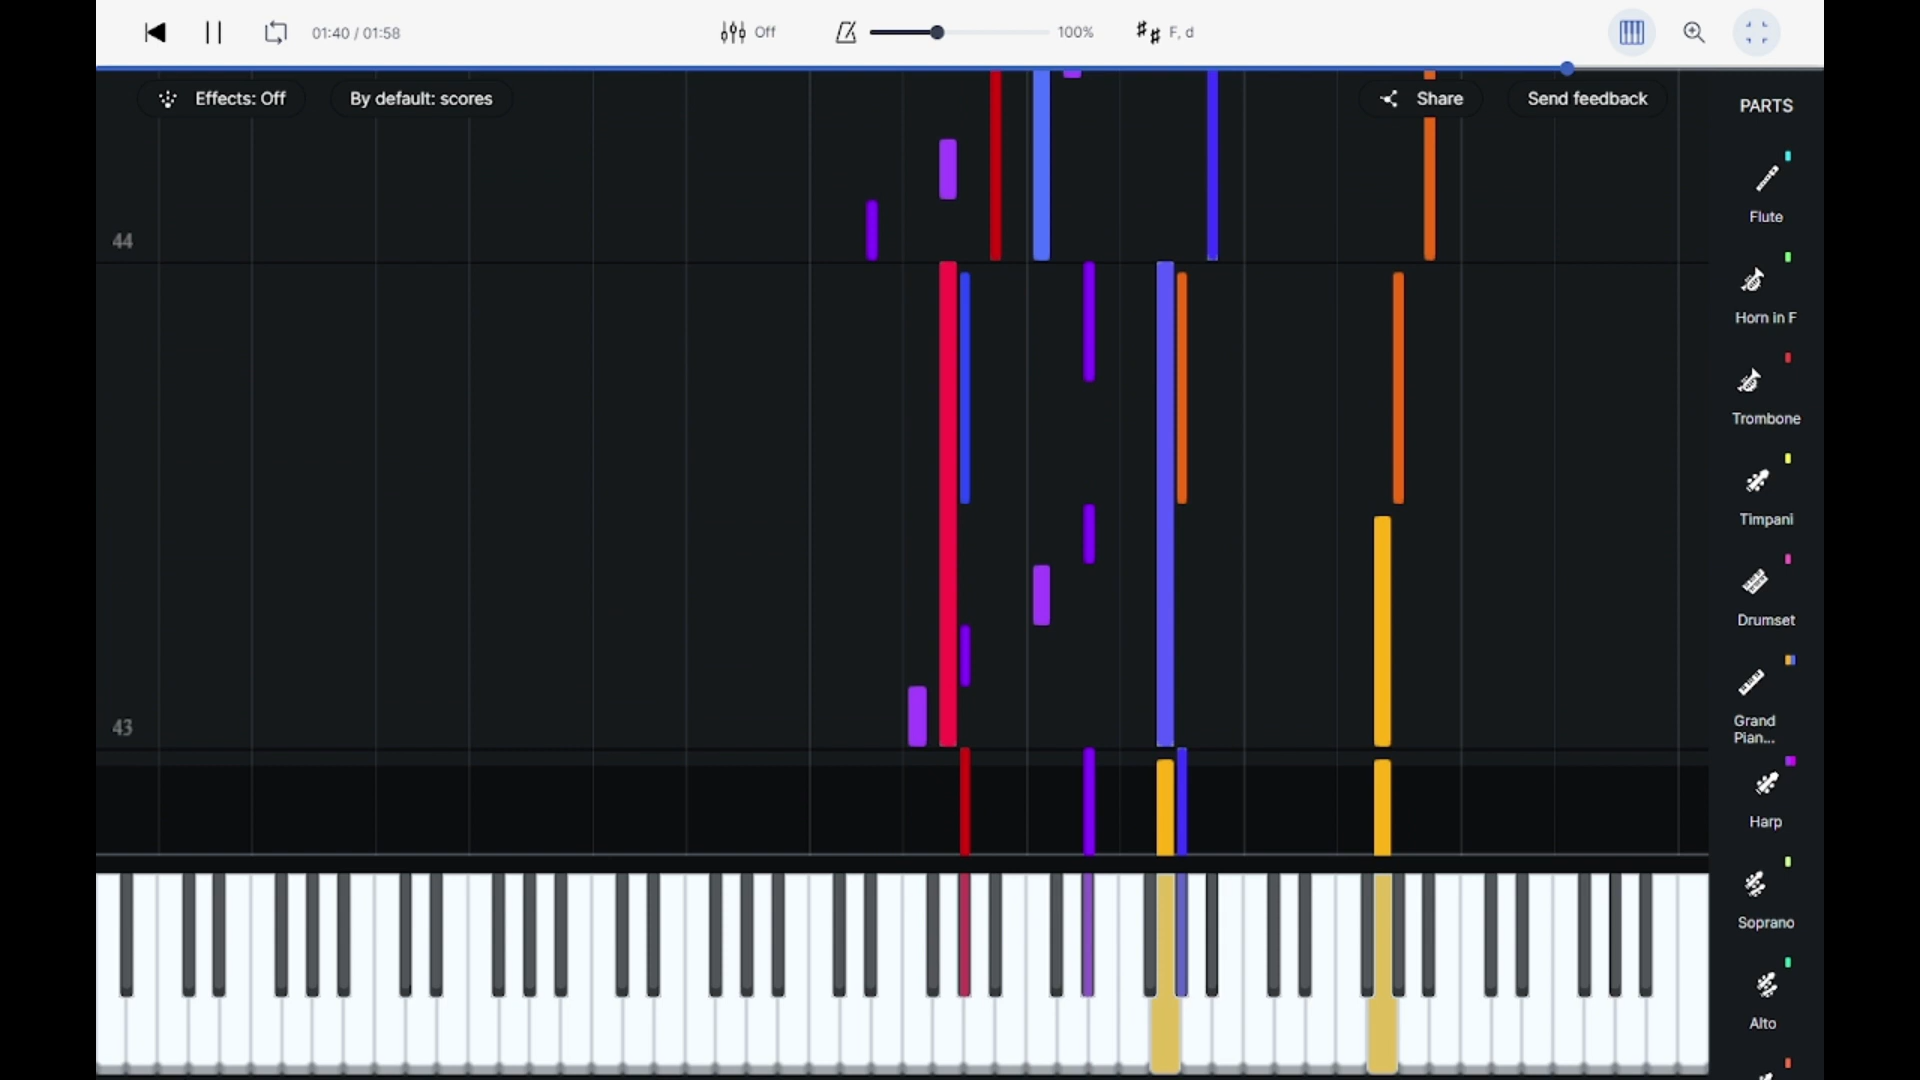 01:40 / 01:58
Off
100%
F, d
Effects: Off
By default: scores
Share
Send feedback
PARTS
Flute
Horn in F
Trombone
Timpani
Drumset
Grand
Pian...
Harp
Soprano
Alto
44
43